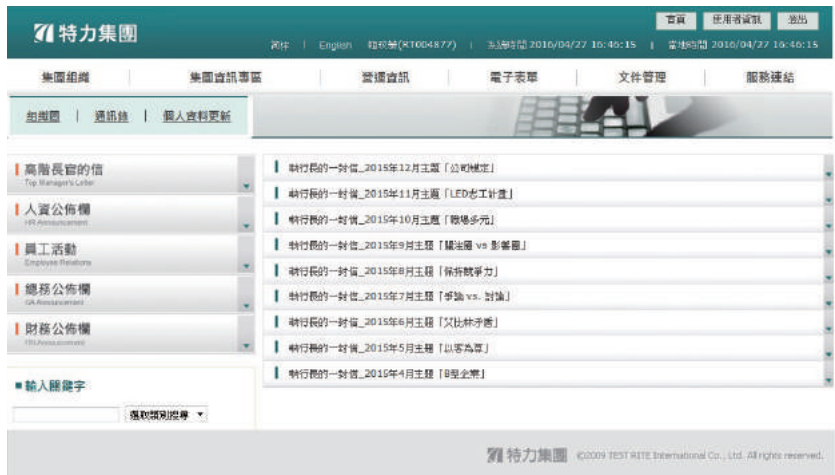 首頁 使用者資訊 登出
特力集團
简体 | English (RT004877) | 系統時間 2016/04/27 16:46:15 | 當地時間 2016/04/27 16:46:15
集團組織 集團資訊專區 營運資訊 電子表單 文件管理 服務連結
組織圖 | 通訊錄 | 個人資料更新
高階長官的信
Top Manager's Letter
人資公佈欄
HR Announcement
員工活動
Employee Relations
總務公佈欄
GA Announcement
財務公佈欄
FIN Announcement
執行長的一封信_2015年12月主題「公司規定」
執行長的一封信_2015年11月主題「LED志工計畫」
執行長的一封信_2015年10月主題「職場多元」
執行長的一封信_2015年9月主題「關注圈 vs 影響圈」
執行長的一封信_2015年8月主題「保持競爭力」
執行長的一封信_2015年7月主題「爭論 vs. 討論」
執行長的一封信_2015年6月主題「艾比林矛盾」
執行長的一封信_2015年5月主題「以客為尊」
執行長的一封信_2015年4月主題「B型企業」
輸入關鍵字
選取類別搜尋
特力集團 ©2009 TEST RITE International Co., Ltd. All rights reserved.